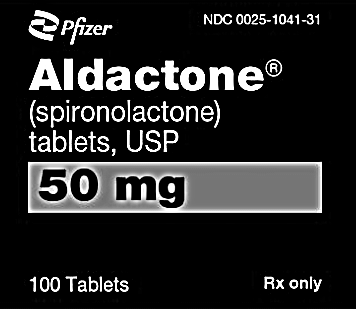 Pfizer
NDC 0025-1041-31
Aldactone®
(spironolactone)
tablets, USP
50 mg
100 Tablets
Rx only